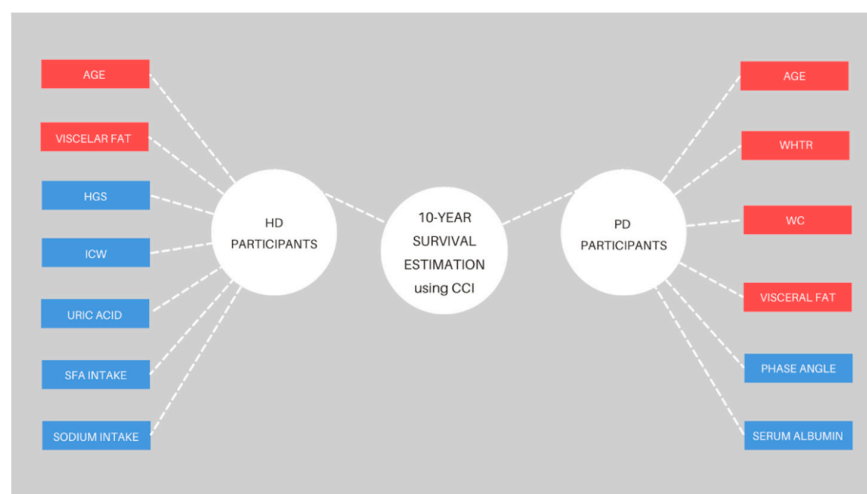 AGE
VISCELAR FAT
HGS
ICW
URIC ACID
SFA INTAKE
SODIUM INTAKE
HD
PARTICIPANTS
10-YEAR
SURVIVAL
ESTIMATION
using CCI
PD
PARTICIPANTS
AGE
WHTR
WC
VISCERAL FAT
PHASE ANGLE
SERUM ALBUMIN